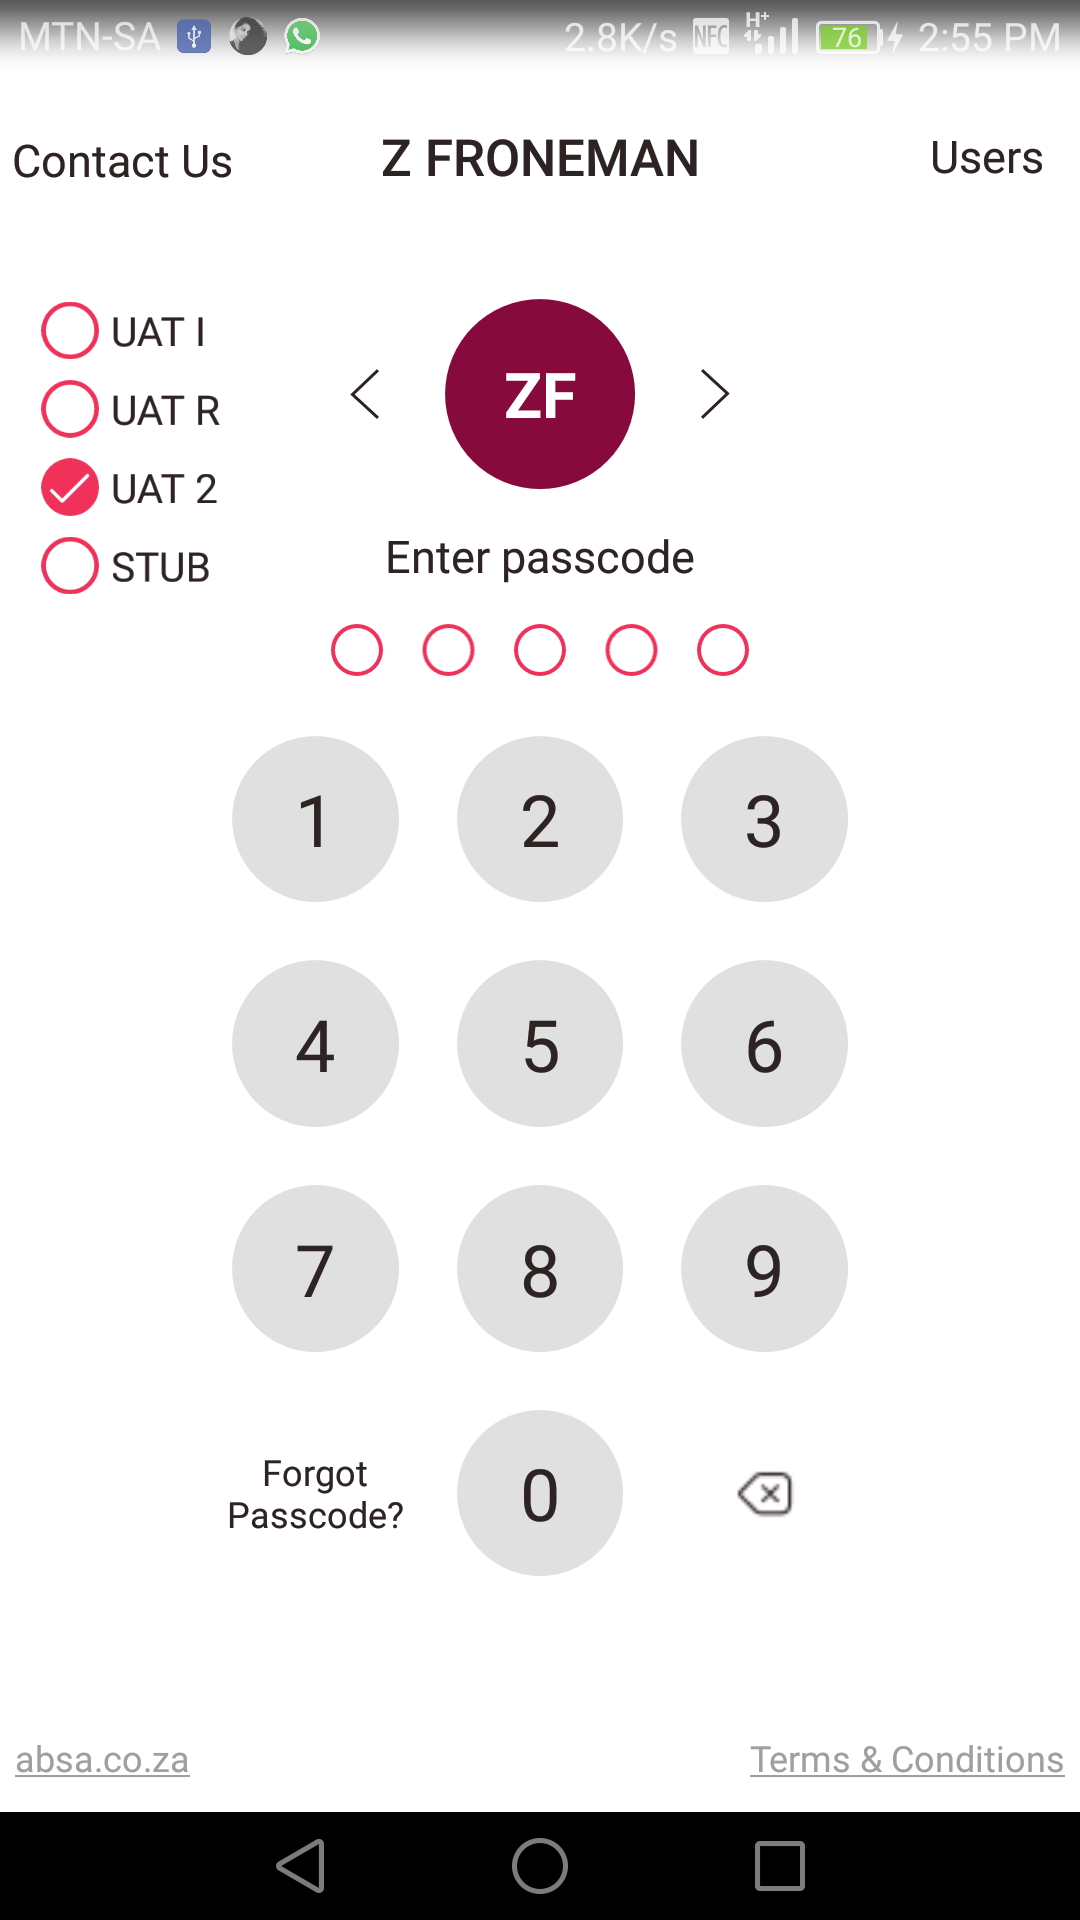 MTN-SA 2.8K/s NFC H+ 76 2:55 PM
Contact Us Z FRONEMAN Users
UAT I
UAT R
UAT 2
STUB
ZF
Enter passcode
1 2 3
4 5 6
7 8 9
Forgot
Passcode?
0
absa.co.za Terms & Conditions